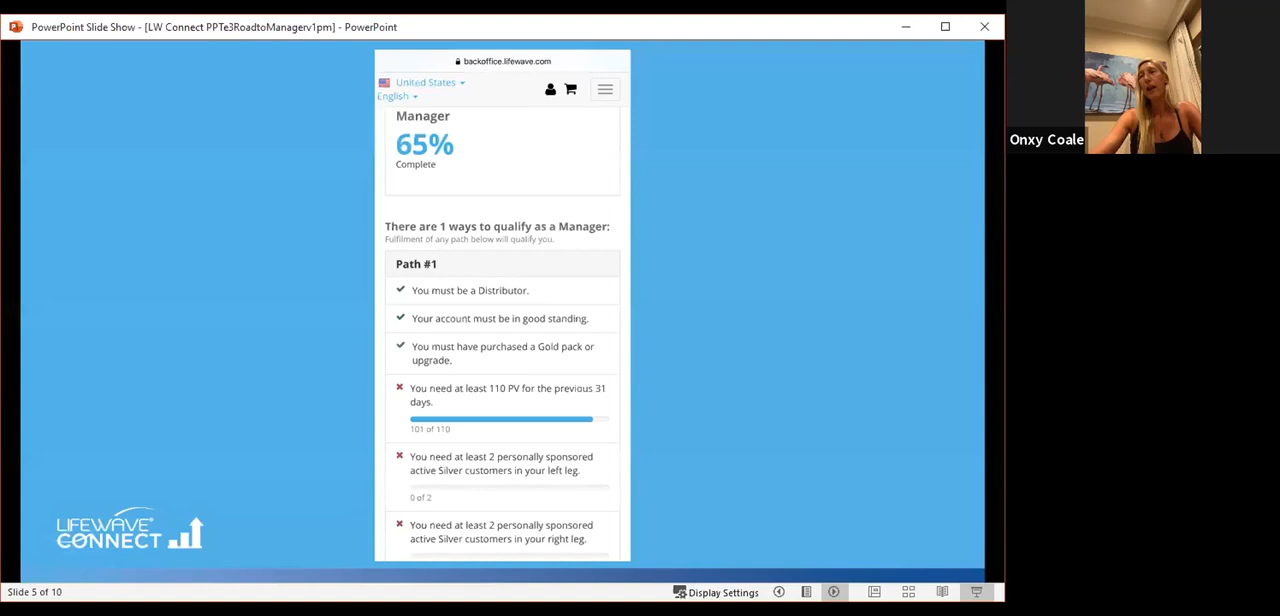 PowerPoint Slide Show - [LW Connect PPTe3RoadtoManagerv1pm] - PowerPoint
backoffice.lifewave.com
United States
English
Manager
65%
Complete
There are 1 ways to qualify as a Manager:
Fulfilment of any path below will qualify you.
Path #1
You must be a Distributor.
Your account must be in good standing.
You must have purchased a Gold pack or
upgrade.
You need at least 110 PV for the previous 31
days.
101 of 110
You need at least 2 personally sponsored
active Silver customers in your left leg.
0 of 2
You need at least 2 personally sponsored
active Silver customers in your right leg.
LIFEWAVE®
CONNECT
Slide 5 of 10
Display Settings
Onxy Coale